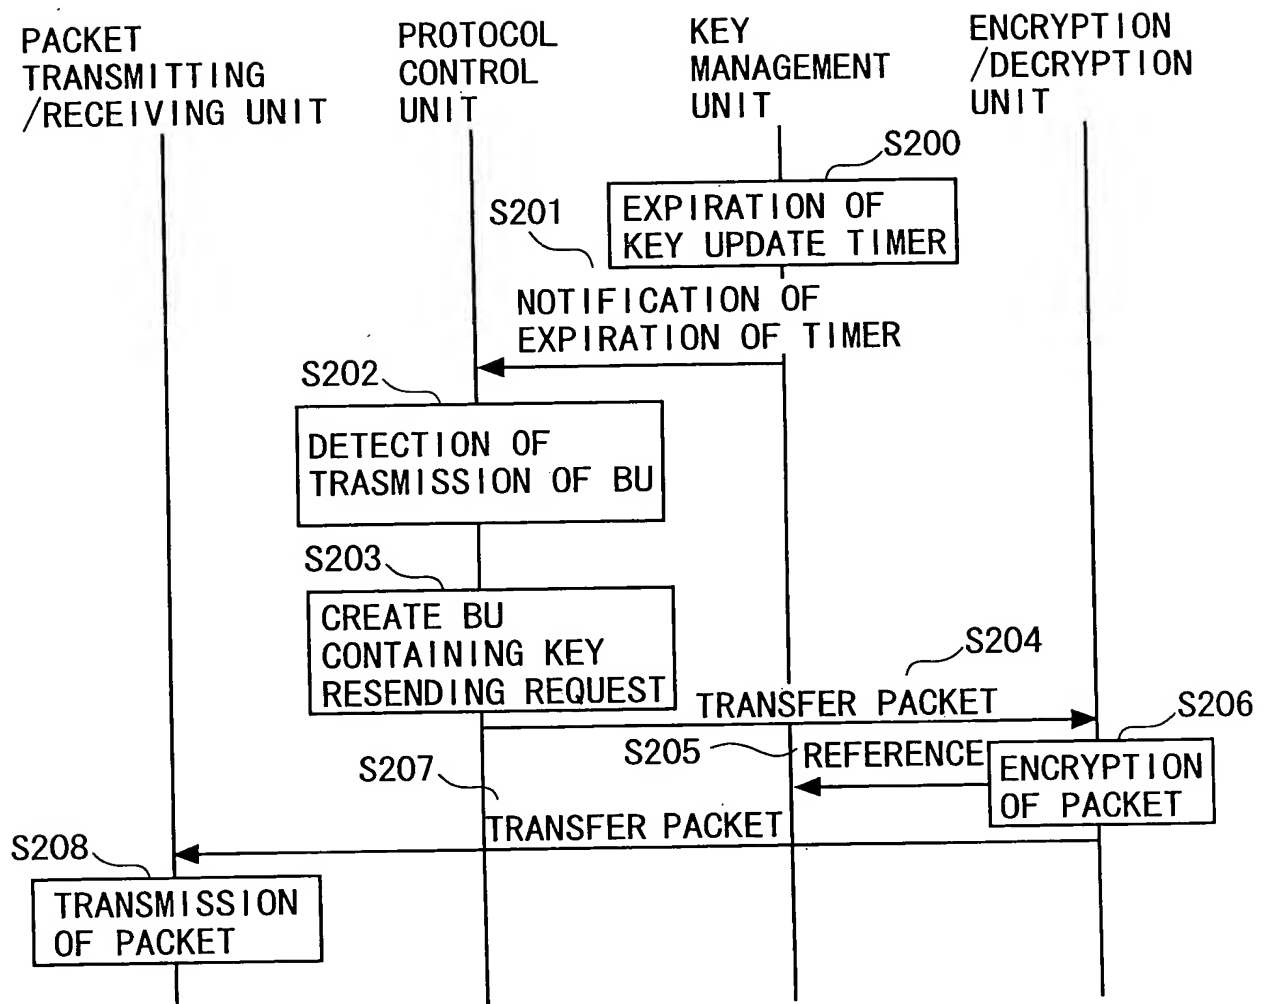 PACKET
TRANSMITTING
/RECEIVING UNIT
PROTOCOL
CONTROL
UNIT
KEY
MANAGEMENT
UNIT
ENCRYPTION
/DECRYPTION
UNIT
S200
EXPIRATION OF
KEY UPDATE TIMER
S201
NOTIFICATION OF
EXPIRATION OF TIMER
S202
DETECTION OF
TRASMISSION OF BU
S203
CREATE BU
CONTAINING KEY
RESENDING REQUEST
S204
TRANSFER PACKET
S205
REFERENCE
S206
ENCRYPTION
OF PACKET
S207
TRANSFER PACKET
S208
TRANSMISSION
OF PACKET